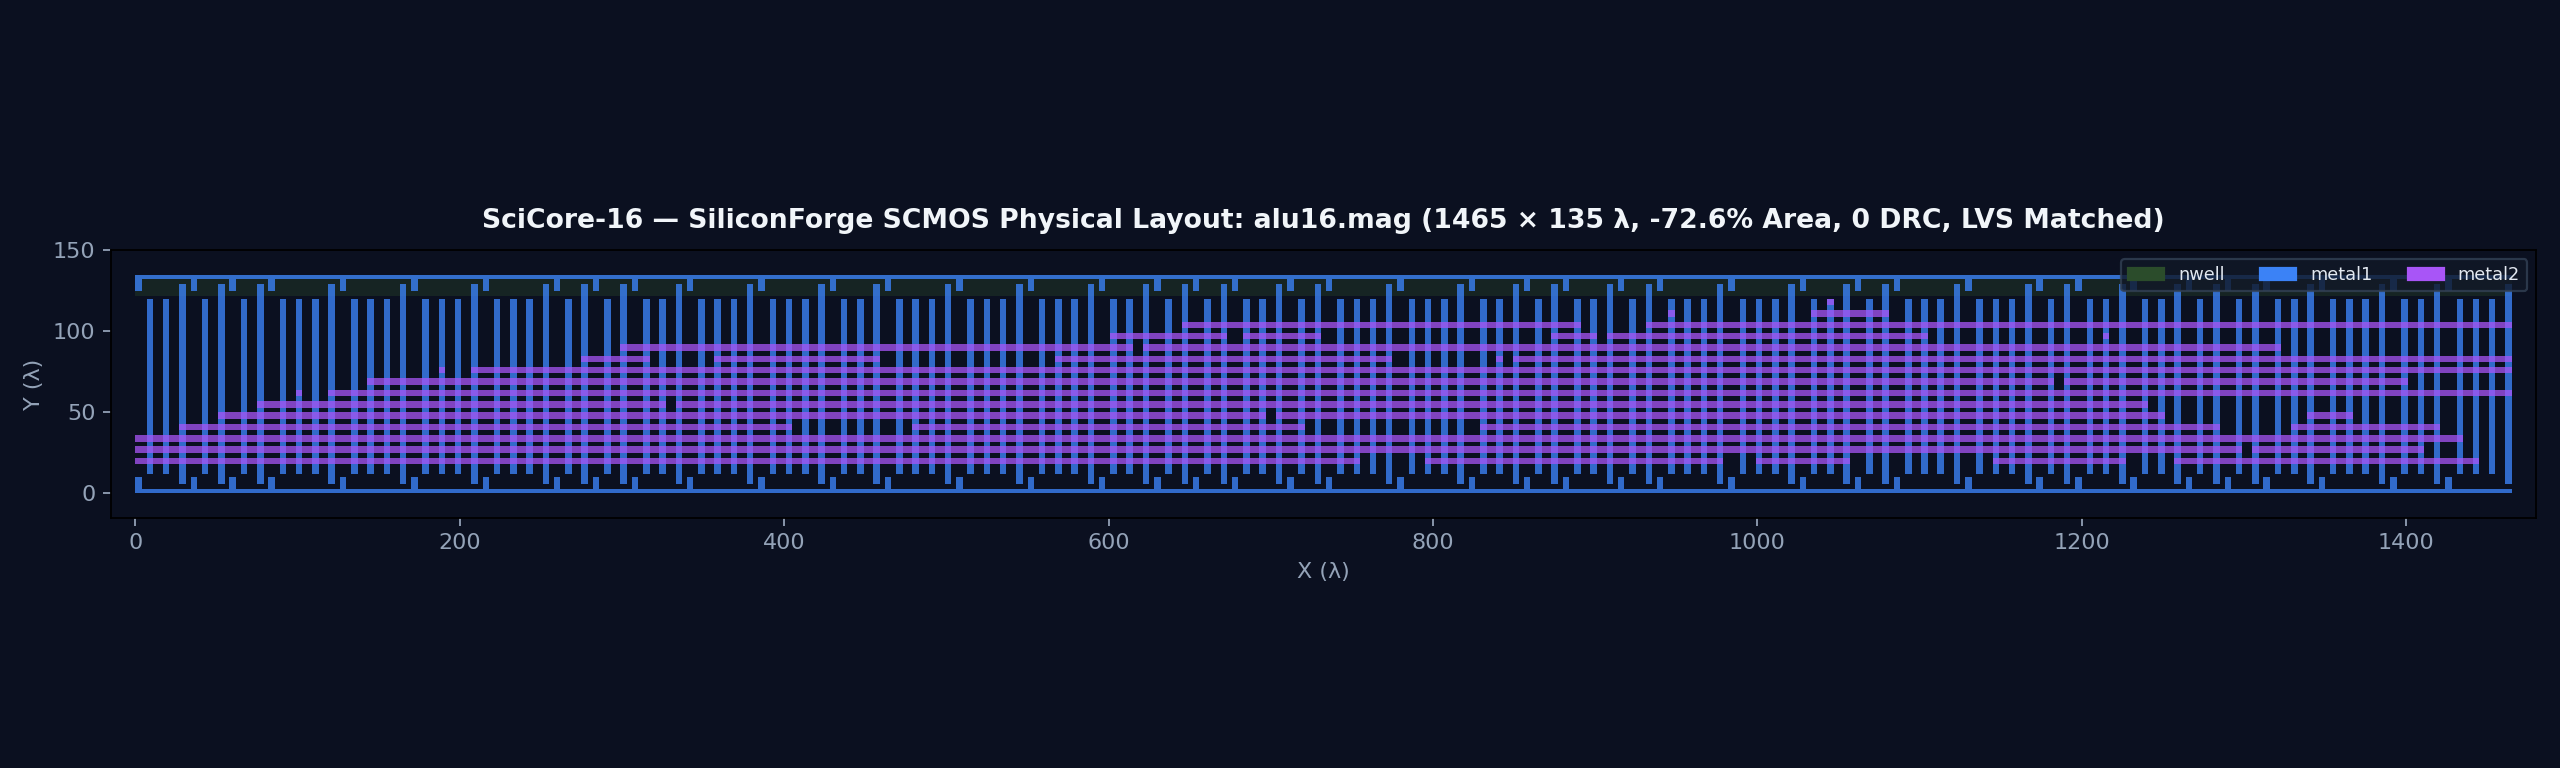 SciCore-16 — SiliconForge SCMOS Physical Layout: alu16.mag (1465 × 135 λ, -72.6% Area, 0 DRC, LVS Matched)
nwell metal1 metal2
150
100
50
0
Y (λ)
0 200 400 600 800 1000 1200 1400
X (λ)